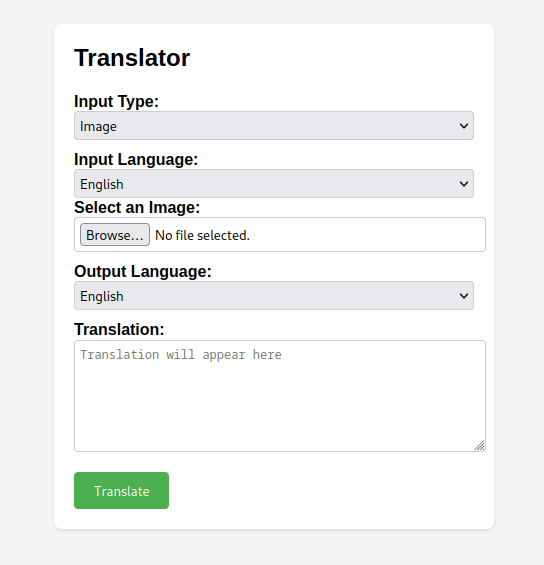 Translator
Input Type:
Image
Input Language:
English
Select an Image:
Browse... No file selected.
Output Language:
English
Translation:
Translation will appear here
Translate